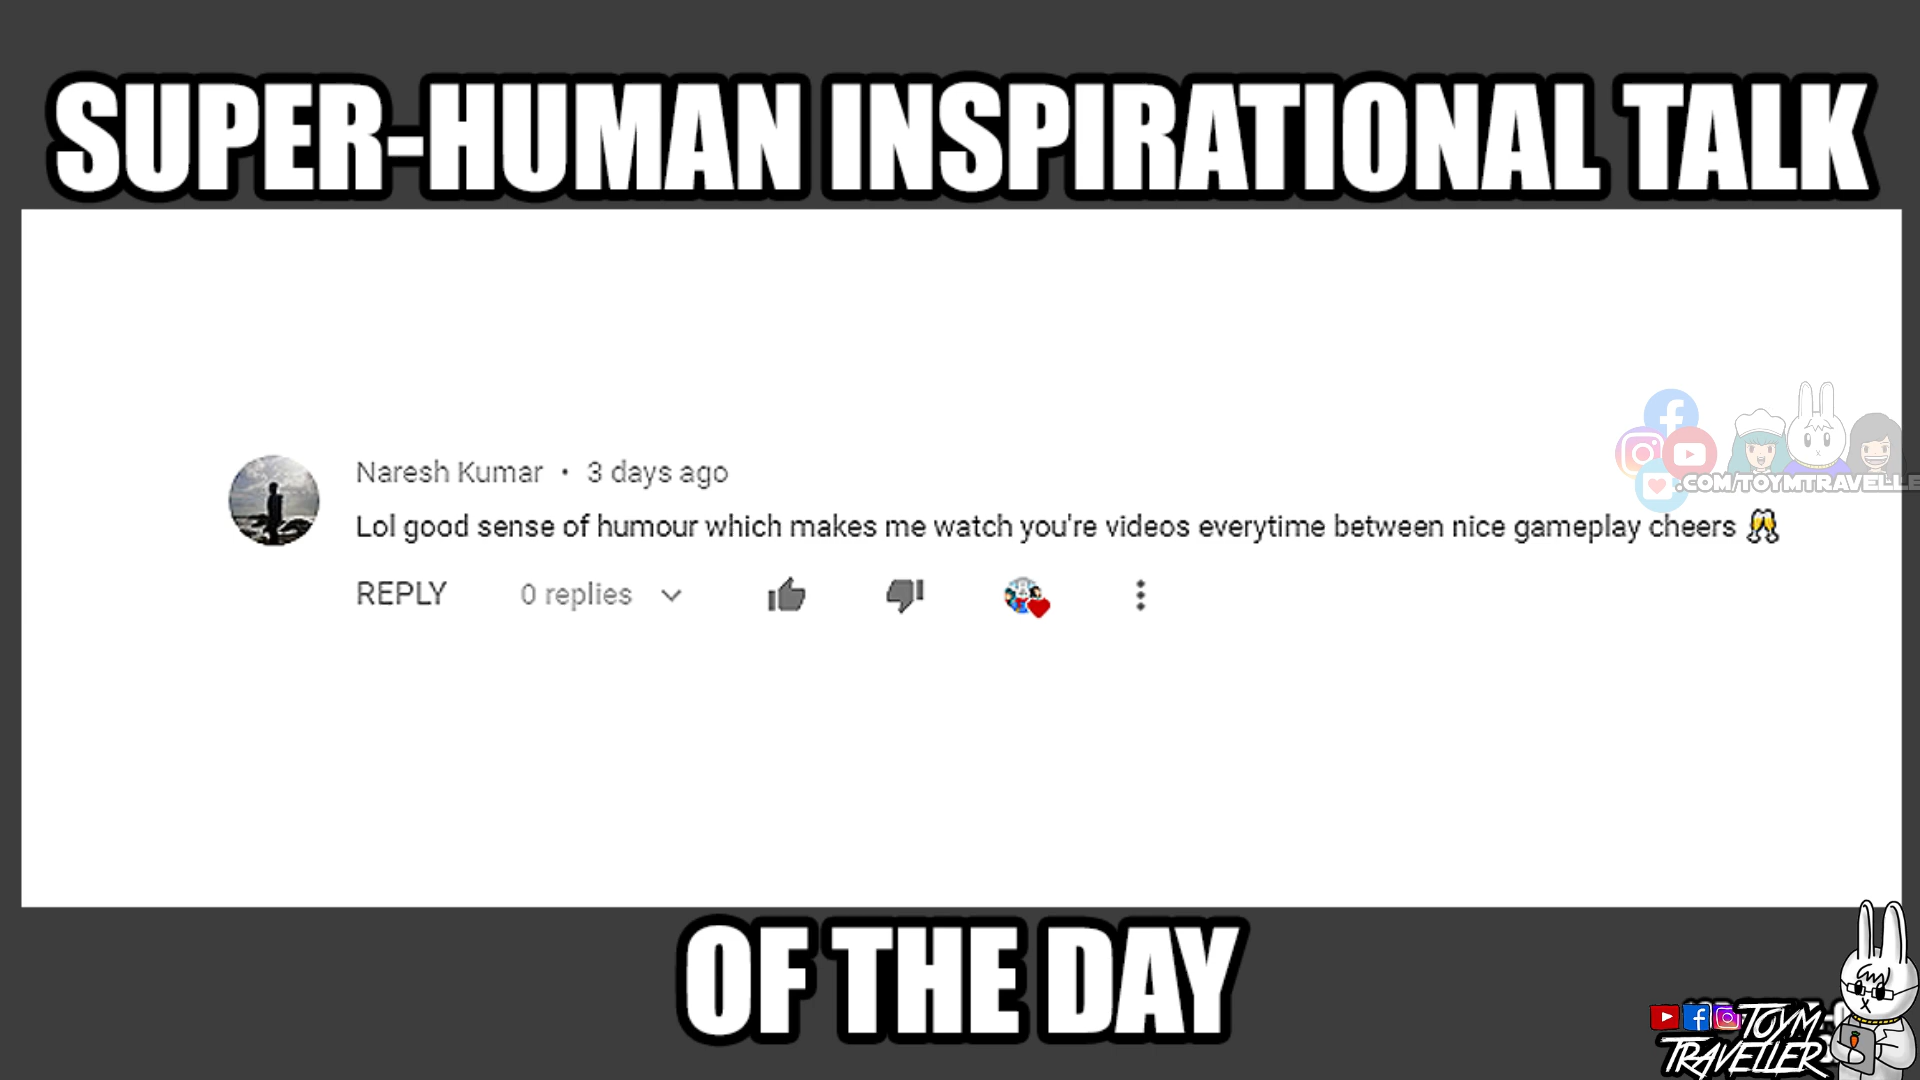 SUPER-HUMAN INSPIRATIONAL TALK
Naresh Kumar • 3 days ago
Lol good sense of humour which makes me watch you're videos everytime between nice gameplay cheers 🥂
REPLY 0 replies
.COM/TOYMTRAVELLE
OF THE DAY
TOYM-
TRAVELLER